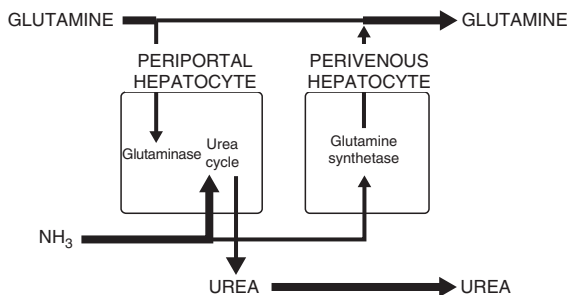 GLUTAMINE GLUTAMINE
PERIPORTAL
HEPATOCYTE
PERIVENOUS
HEPATOCYTE
Glutaminase
Urea
cycle
Glutamine
synthetase
NH₃
UREA UREA